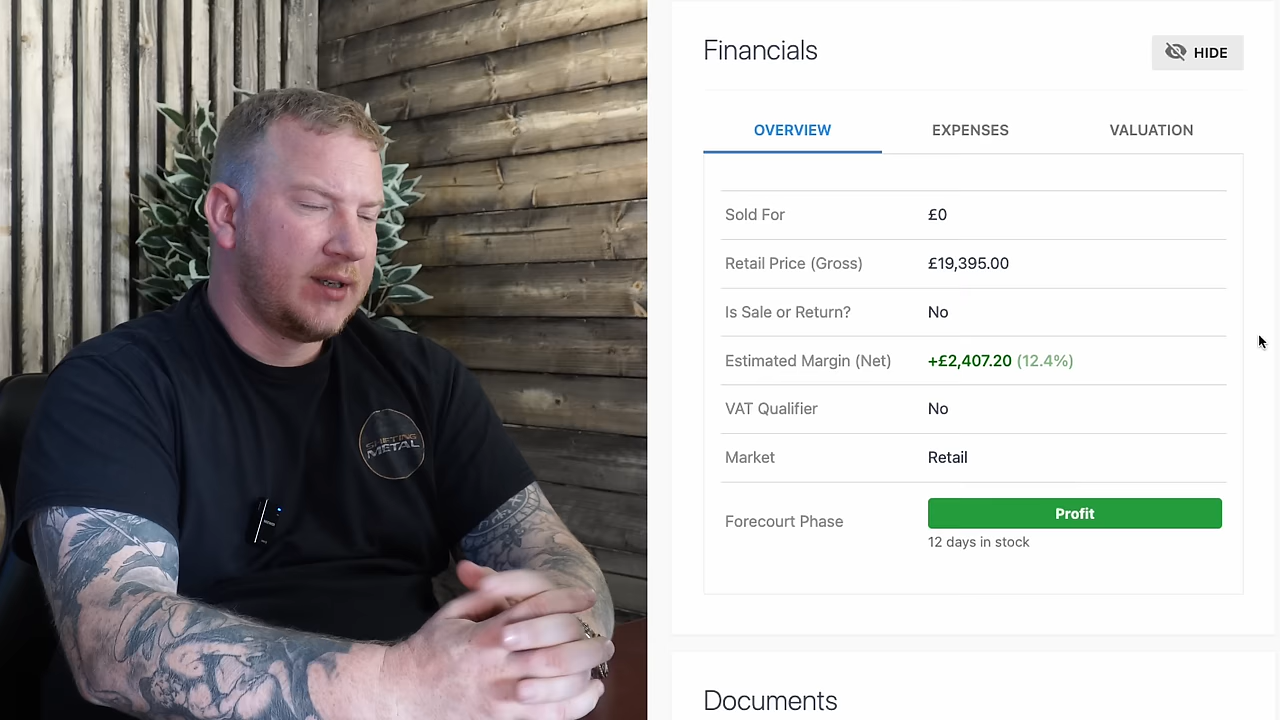 SHIFTING
METAL
Financials
HIDE
OVERVIEW EXPENSES VALUATION
Sold For £0
Retail Price (Gross) £19,395.00
Is Sale or Return? No
Estimated Margin (Net) +£2,407.20 (12.4%)
VAT Qualifier No
Market Retail
Forecourt Phase Profit
12 days in stock
Documents